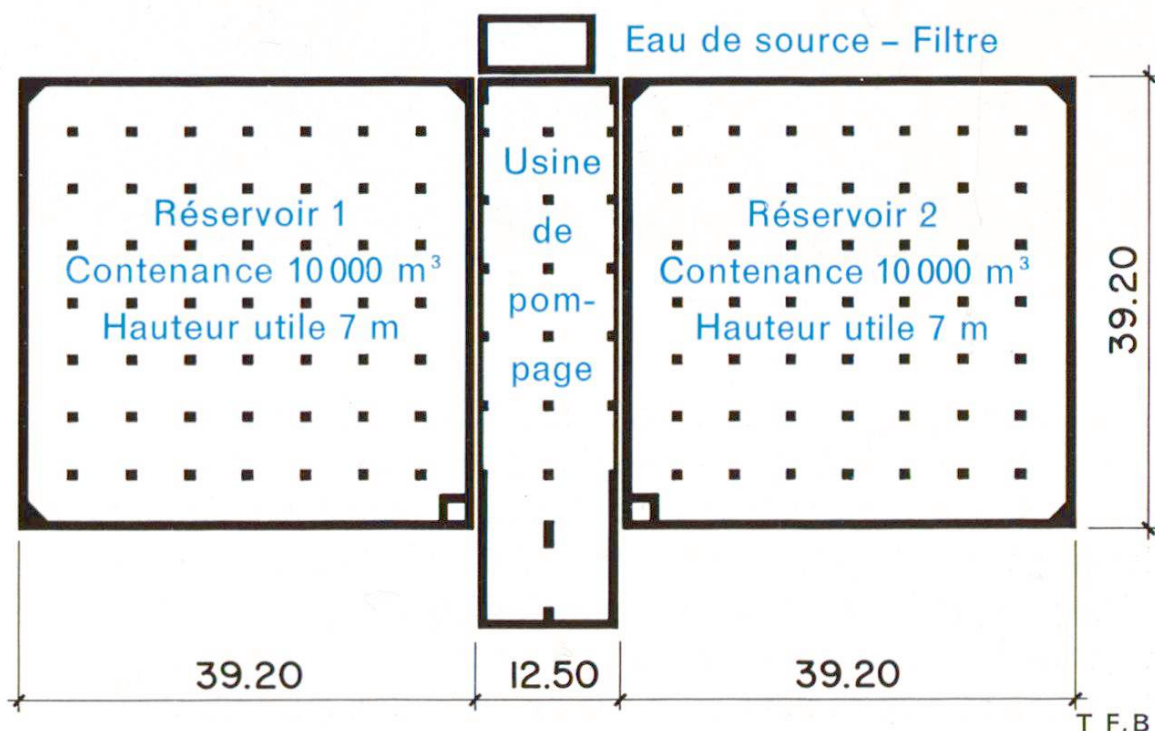 Eau de source – Filtre
Réservoir 1
Contenance 10 000 m³
Hauteur utile 7 m
Usine
de
pom-
page
Réservoir 2
Contenance 10 000 m³
Hauteur utile 7 m
39.20
39.20
12.50
39.20
T F.B